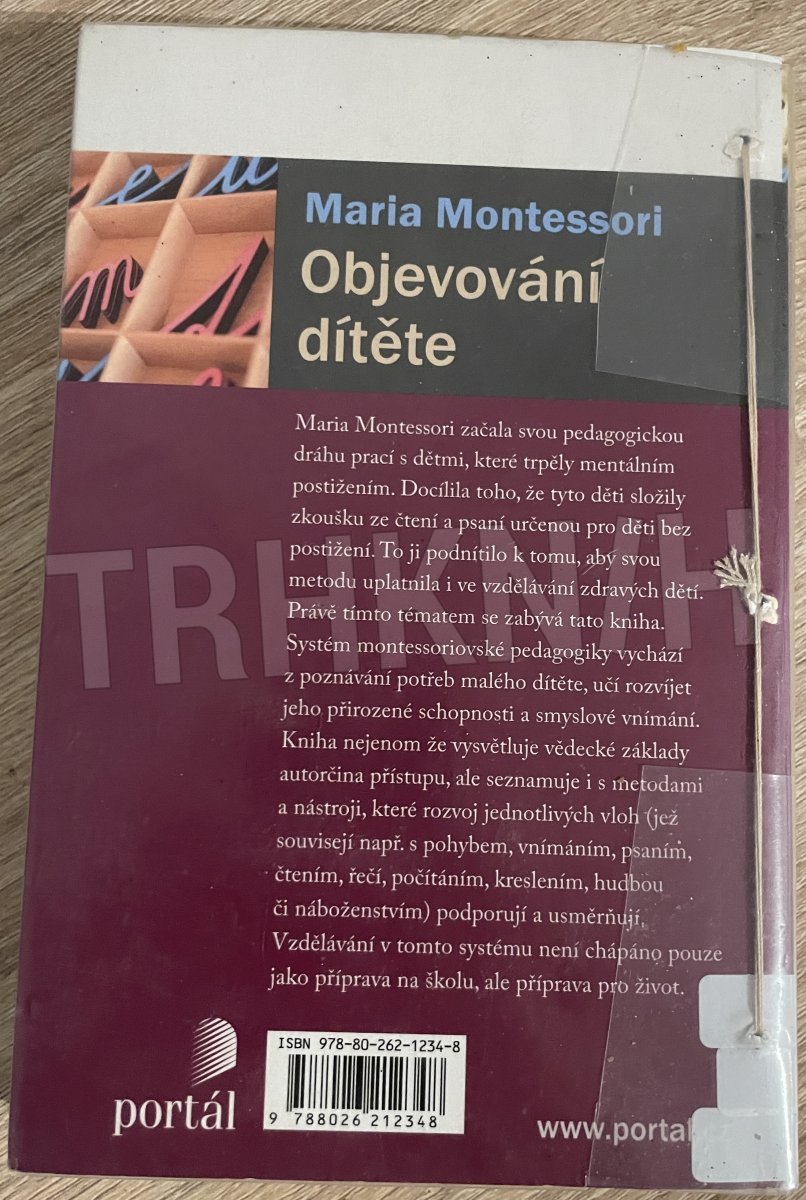 Maria Montessori
Objevování
dítěte
Maria Montessori začala svou pedagogickou
dráhu prací s dětmi, které trpěly mentálním
postižením. Docílila toho, že tyto děti složily
zkoušku ze čtení a psaní určenou pro děti bez
postižení. To ji podnítilo k tomu, aby svou
metodu uplatnila i ve vzdělávání zdravých dětí.
Právě tímto tématem se zabývá tato kniha.
Systém montessoriovské pedagogiky vychází
z poznávání potřeb malého dítěte, učí rozvíjet
jeho přirozené schopnosti a smyslové vnímání.
Kniha nejenom že vysvětluje vědecké základy
autorčina přístupu, ale seznamuje i s metodami
a nástroji, které rozvoj jednotlivých vloh (jež
souvisejí např. s pohybem, vnímáním, psaním,
čtením, řečí, počítáním, kreslením, hudbou
či náboženstvím) podporují a usměrňují.
Vzdělávání v tomto systému není chápáno pouze
jako příprava na školu, ale příprava pro život.
TRHKNIH
ISBN 978-80-262-1234-8
9 788026 212348
portál
www.portal.